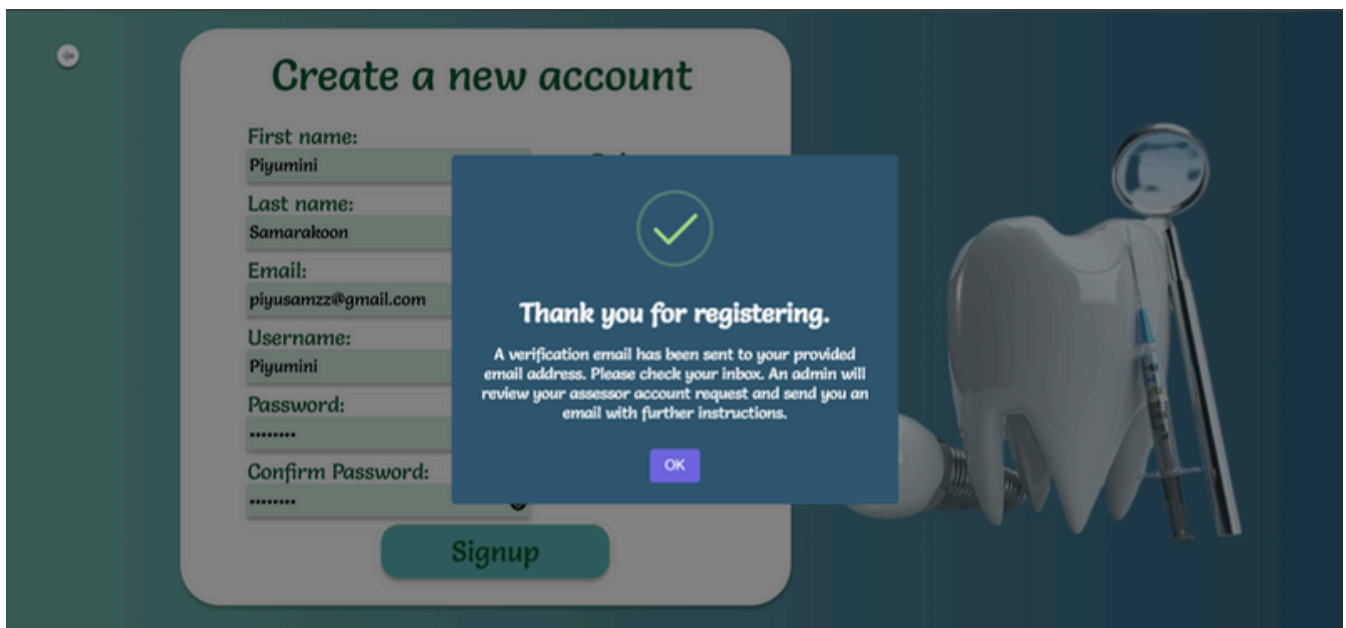 Create a new account
First name:
Piyumini
Last name:
Samarakoon
Email:
piyusamzz@gmail.com
Username:
Piyumini
Password:
••••••••
Confirm Password:
••••••••
Signup
Thank you for registering.
A verification email has been sent to your provided
email address. Please check your inbox. An admin will
review your assessor account request and send you an
email with further instructions.
OK